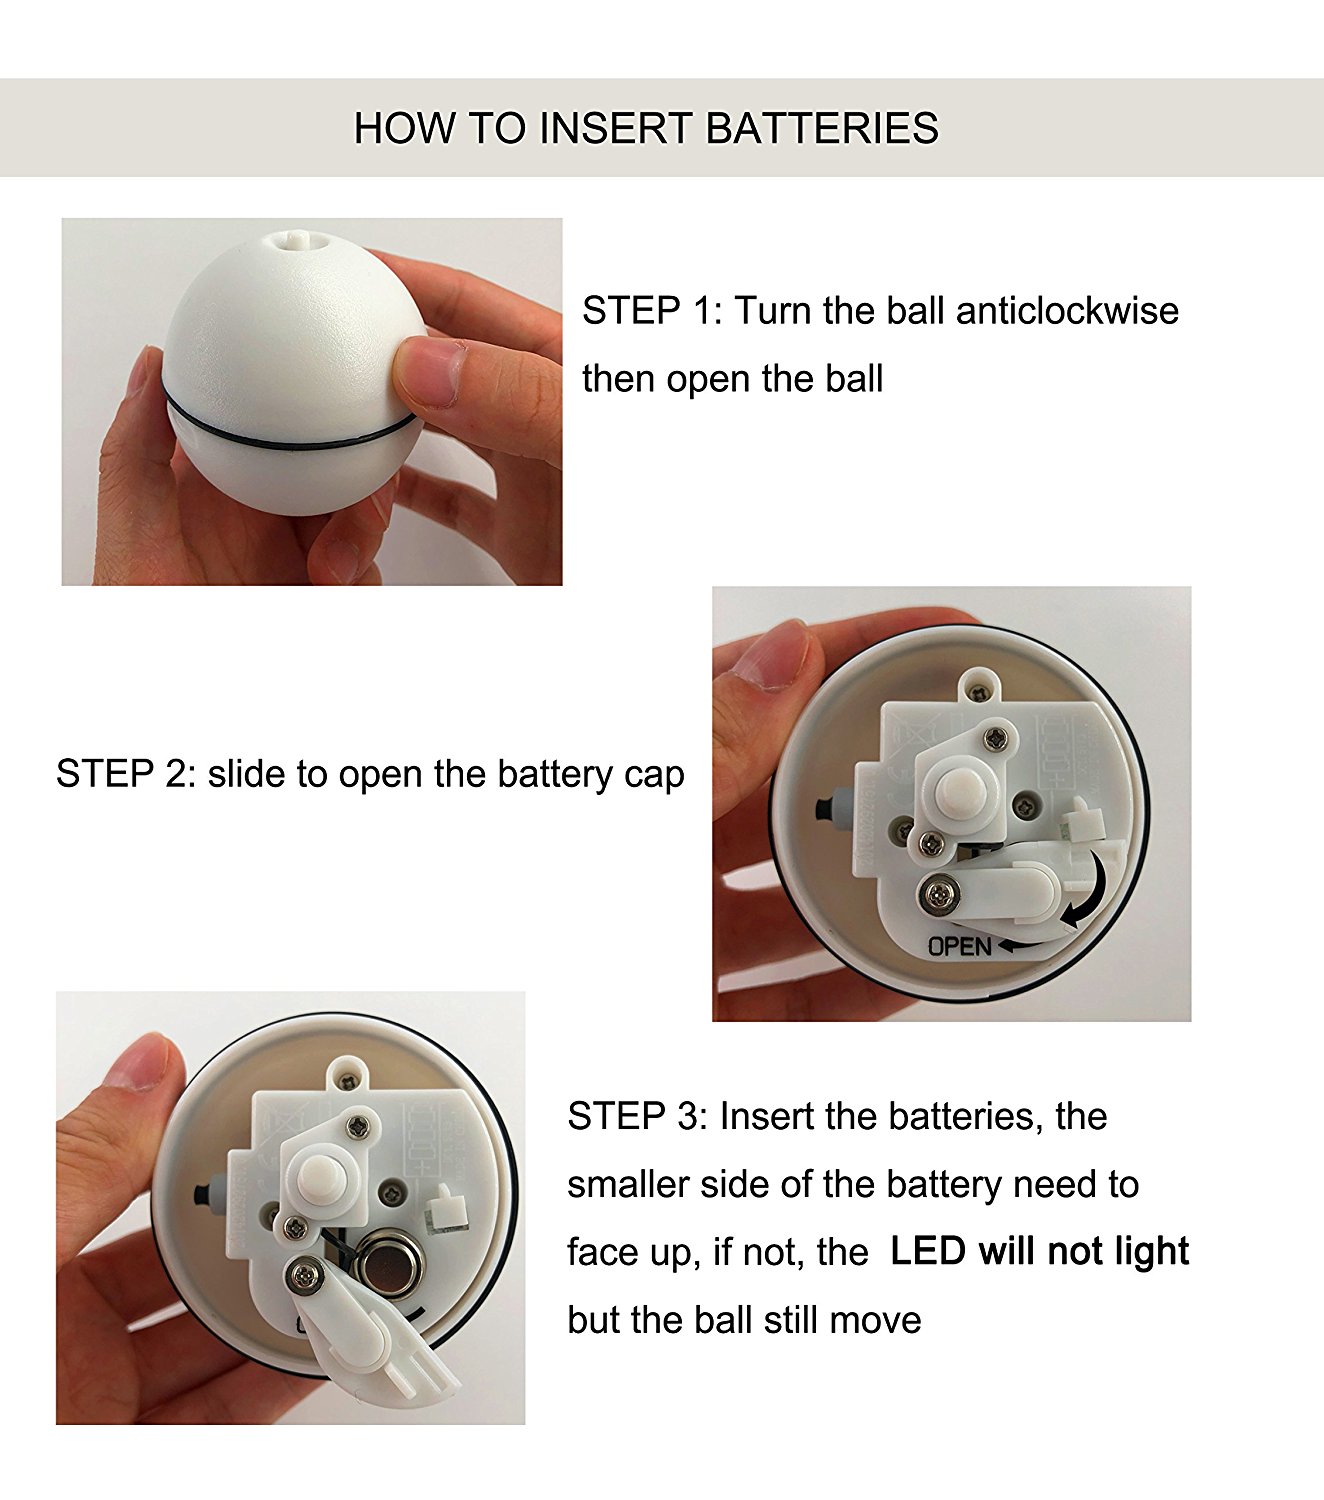 HOW TO INSERT BATTERIES
STEP 1: Turn the ball anticlockwise
then open the ball
STEP 2: slide to open the battery cap
OPEN
STEP 3: Insert the batteries, the
smaller side of the battery need to
face up, if not, the LED will not light
but the ball still move